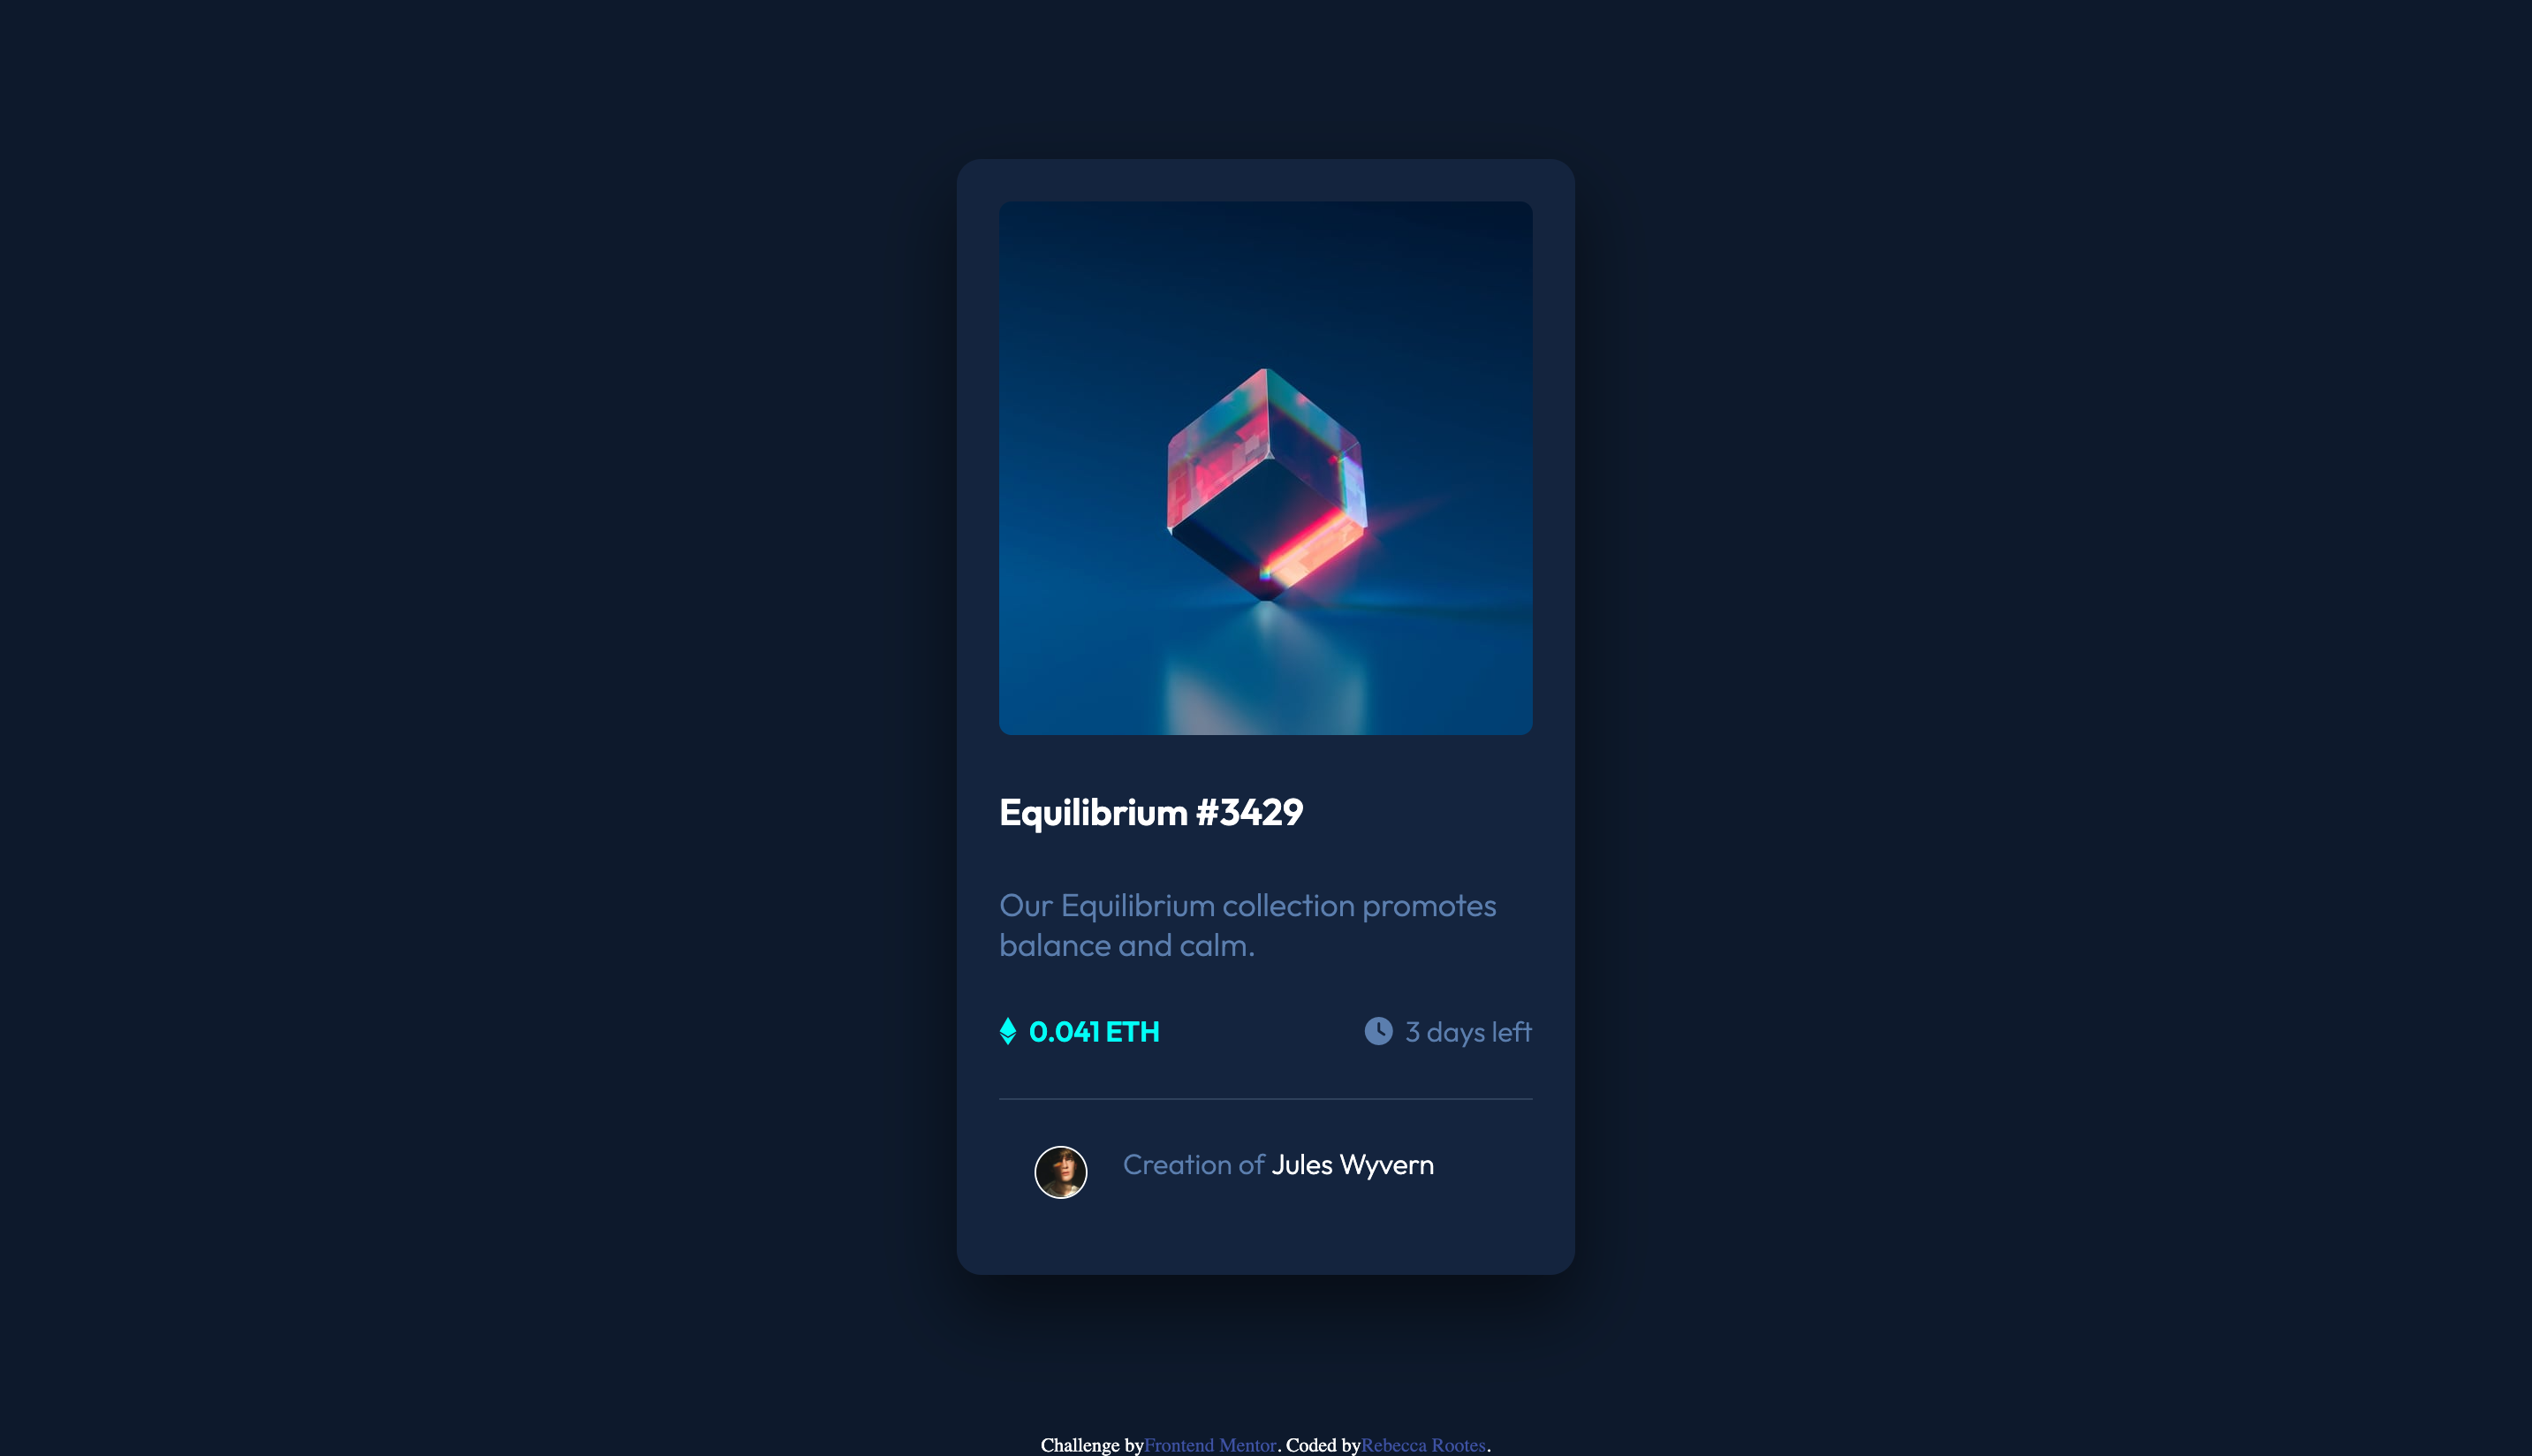 Equilibrium #3429
Our Equilibrium collection promotes
balance and calm.
0.041 ETH
3 days left
Creation of Jules Wyvern
Challenge byFrontend Mentor. Coded byRebecca Rootes.